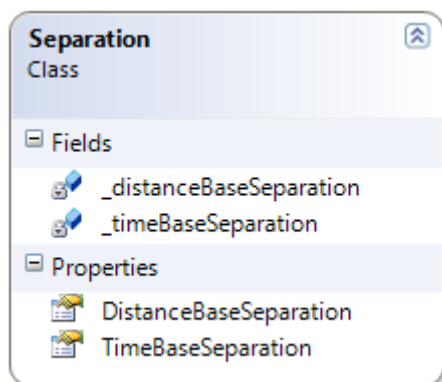 Separation
Class
Fields
_distanceBaseSeparation
_timeBaseSeparation
Properties
DistanceBaseSeparation
TimeBaseSeparation